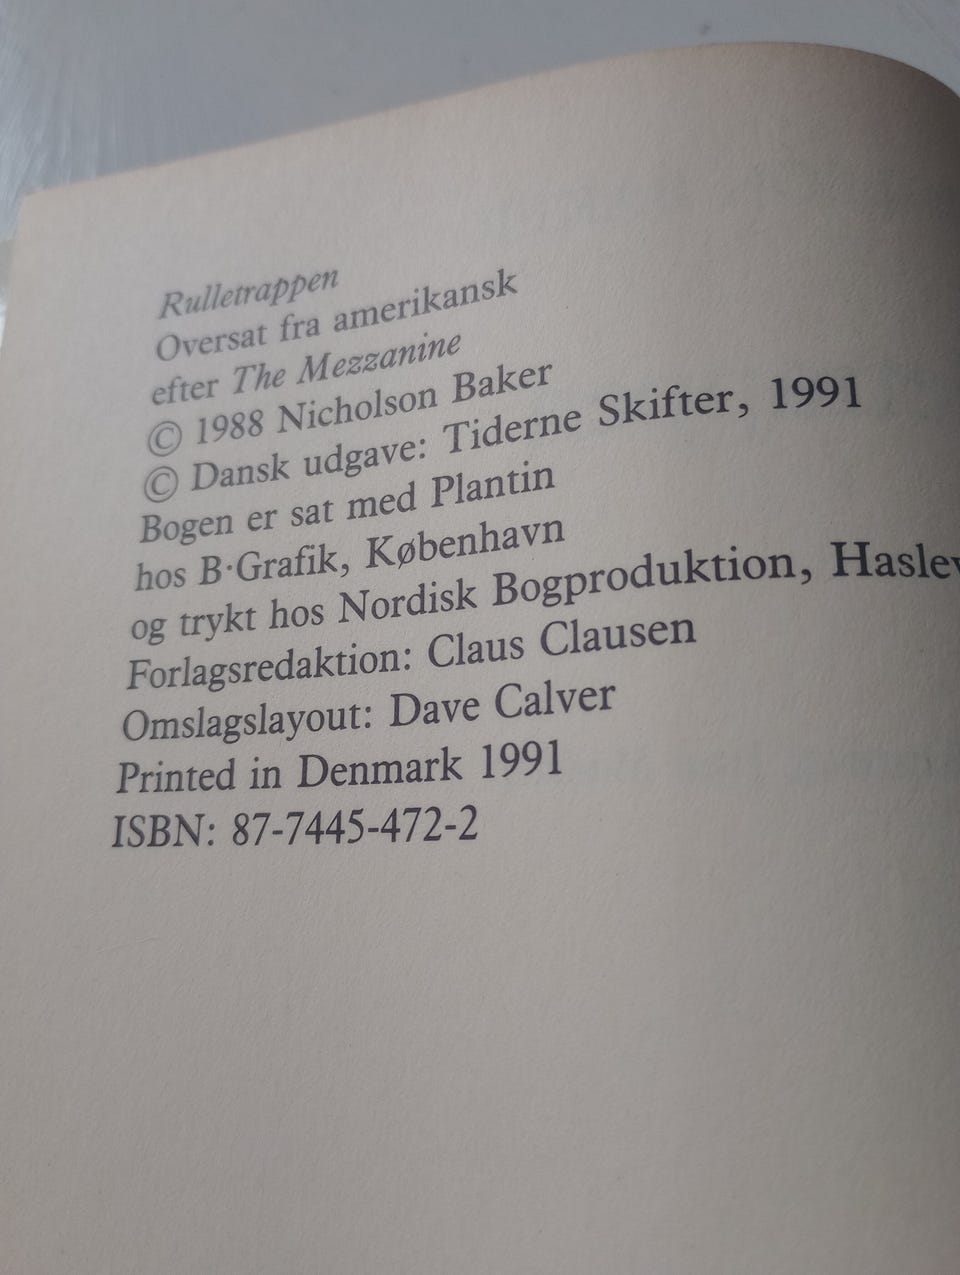 Rulletrappen
Oversat fra amerikansk
efter The Mezzanine
© 1988 Nicholson Baker
© Dansk udgave: Tiderne Skifter, 1991
Bogen er sat med Plantin
hos B·Grafik, København
og trykt hos Nordisk Bogproduktion, Haslev
Forlagsredaktion: Claus Clausen
Omslagslayout: Dave Calver
Printed in Denmark 1991
ISBN: 87-7445-472-2